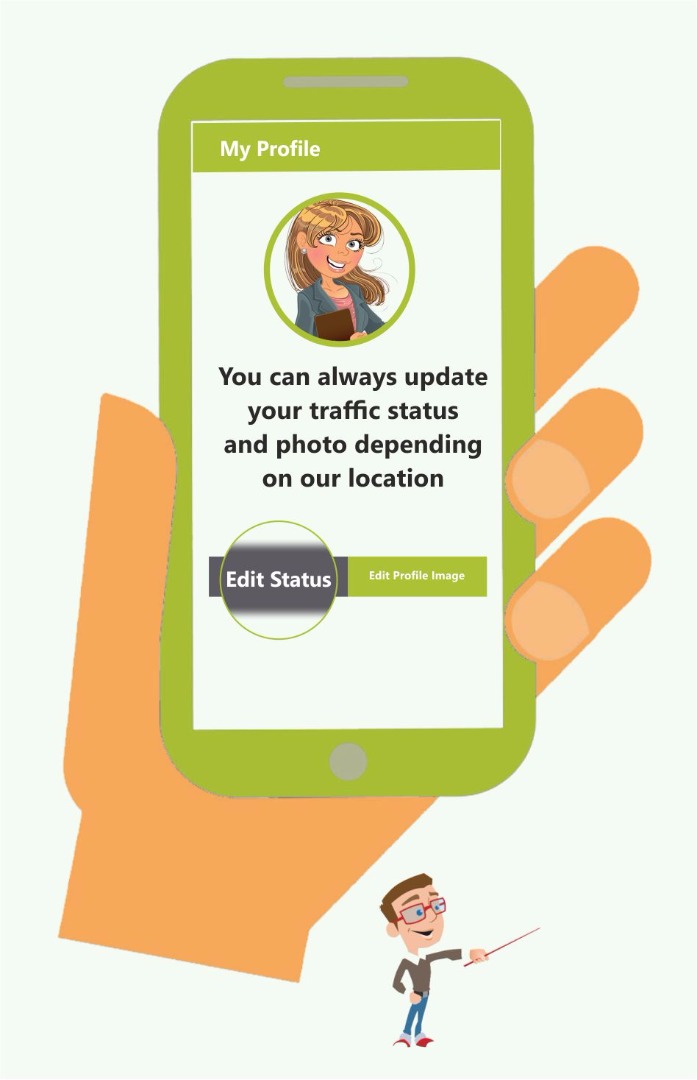 My Profile
You can always update
your traffic status
and photo depending
on our location
Edit Status
Edit Profile Image